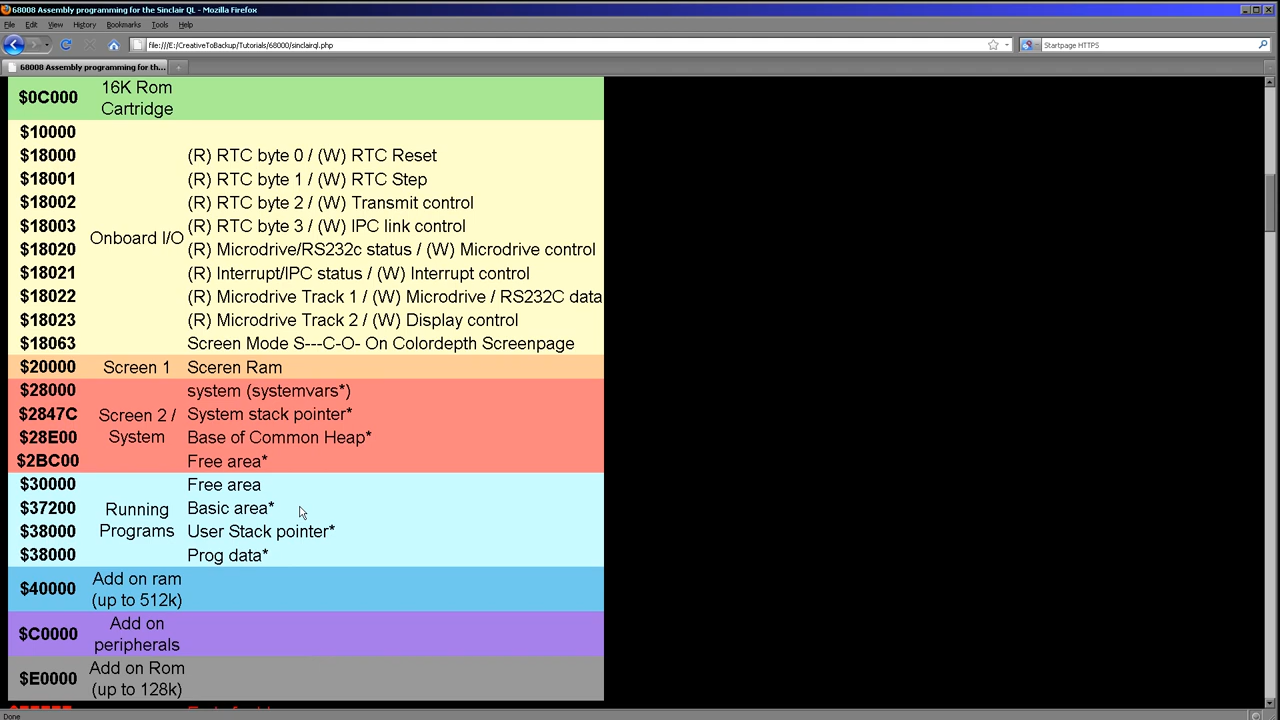 68008 Assembly programming for the Sinclair QL - Mozilla Firefox
File Edit View History Bookmarks Tools Help
file:///E:/CreativeToBackup/Tutorials/68000/sinclairql.php
Startpage HTTPS
68008 Assembly programming for th...
$0C000 16K Rom Cartridge
$10000
$18000 (R) RTC byte 0 / (W) RTC Reset
$18001 (R) RTC byte 1 / (W) RTC Step
$18002 (R) RTC byte 2 / (W) Transmit control
$18003 (R) RTC byte 3 / (W) IPC link control
Onboard I/O
$18020 (R) Microdrive/RS232c status / (W) Microdrive control
$18021 (R) Interrupt/IPC status / (W) Interrupt control
$18022 (R) Microdrive Track 1 / (W) Microdrive / RS232C data
$18023 (R) Microdrive Track 2 / (W) Display control
$18063 Screen Mode S---C-O- On Colordepth Screenpage
$20000 Screen 1 Sceren Ram
$28000 system (systemvars*)
$2847C System stack pointer*
Screen 2 / System
$28E00 Base of Common Heap*
$2BC00 Free area*
$30000 Free area
$37200 Basic area*
Running Programs
$38000 User Stack pointer*
$38000 Prog data*
$40000 Add on ram (up to 512k)
$C0000 Add on peripherals
$E0000 Add on Rom (up to 128k)
Done